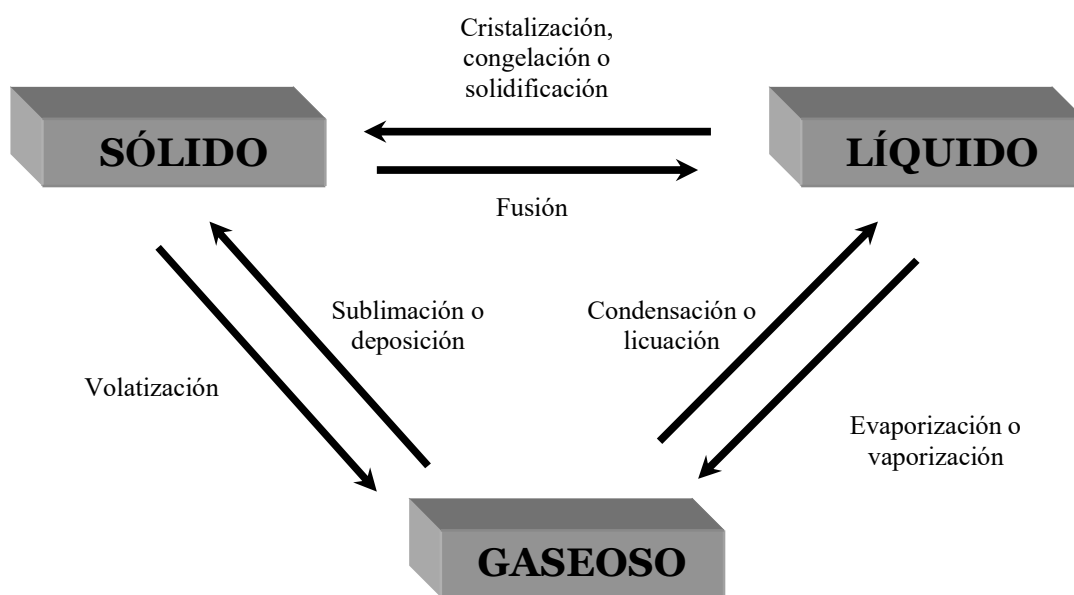 Cristalización,
congelación o
solidificación
SÓLIDO
LÍQUIDO
Fusión
Sublimación o
deposición
Condensación o
licuación
Volatización
Evaporización o
vaporización
GASEOSO